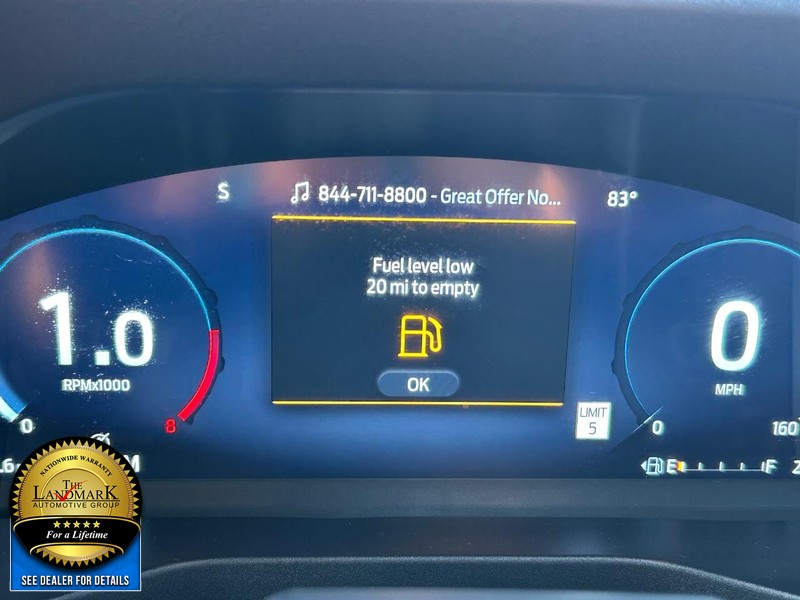 S
844-711-8800 - Great Offer No...
83°
Fuel level low
20 mi to empty
OK
1.0
RPMx1000
0
8
0
MPH
LIMIT
5
0
160
E
F
NATIONWIDE WARRANTY
THE
LANDMARK
AUTOMOTIVE GROUP
For a Lifetime
SEE DEALER FOR DETAILS